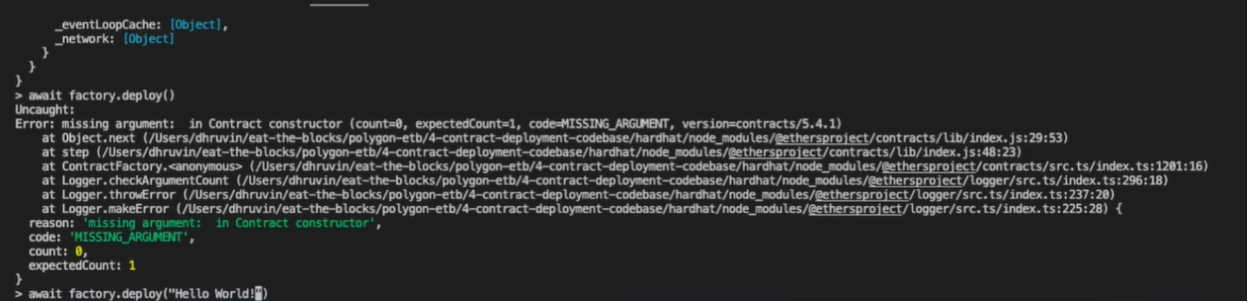 _eventLoopCache: [Object],
_network: [Object]
}
}
}
> await factory.deploy()
Uncaught:
Error: missing argument:  in Contract constructor (count=0, expectedCount=1, code=MISSING_ARGUMENT, version=contracts/5.4.1)
at Object.next (/Users/dhruvin/eat-the-blocks/polygon-etb/4-contract-deployment-codebase/hardhat/node_modules/@ethersproject/contracts/lib/index.js:29:53)
at step (/Users/dhruvin/eat-the-blocks/polygon-etb/4-contract-deployment-codebase/hardhat/node_modules/@ethersproject/contracts/lib/index.js:48:23)
at ContractFactory.<anonymous> (/Users/dhruvin/eat-the-blocks/polygon-etb/4-contract-deployment-codebase/hardhat/node_modules/@ethersproject/contracts/src.ts/index.ts:1201:16)
at Logger.checkArgumentCount (/Users/dhruvin/eat-the-blocks/polygon-etb/4-contract-deployment-codebase/hardhat/node_modules/@ethersproject/logger/src.ts/index.ts:296:18)
at Logger.throwError (/Users/dhruvin/eat-the-blocks/polygon-etb/4-contract-deployment-codebase/hardhat/node_modules/@ethersproject/logger/src.ts/index.ts:237:20)
at Logger.makeError (/Users/dhruvin/eat-the-blocks/polygon-etb/4-contract-deployment-codebase/hardhat/node_modules/@ethersproject/logger/src.ts/index.ts:225:28) {
reason: 'missing argument:  in Contract constructor',
code: 'MISSING_ARGUMENT',
count: 0,
expectedCount: 1
}
> await factory.deploy("Hello World!")